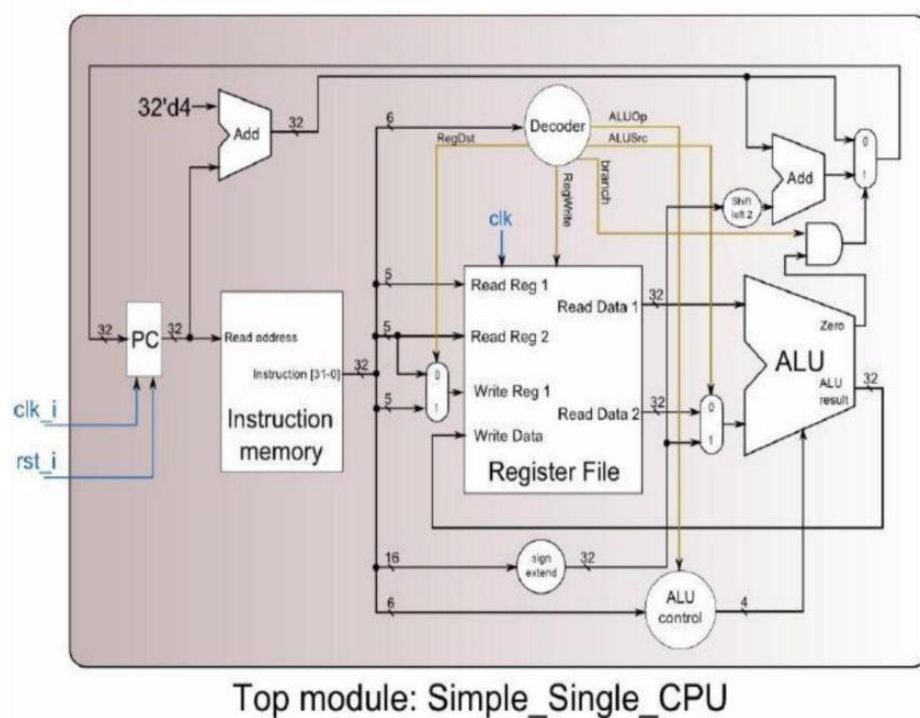 32'd4
Add
32
6
Decoder
ALUOp
RegDst
ALUSrc
RegWrite
branch
0
1
Add
Shift
left 2
clk
5
Read Reg 1
Read Data 1
32
Zero
ALU
ALU
result
32
32
PC
32
Read address
Instruction [31-0]
32
Instruction
memory
5
Read Reg 2
0
1
5
Write Reg 1
Read Data 2
32
0
1
Write Data
Register File
clk_i
rst_i
16
sign
extend
32
6
ALU
control
4
Top module: Simple_Single_CPU